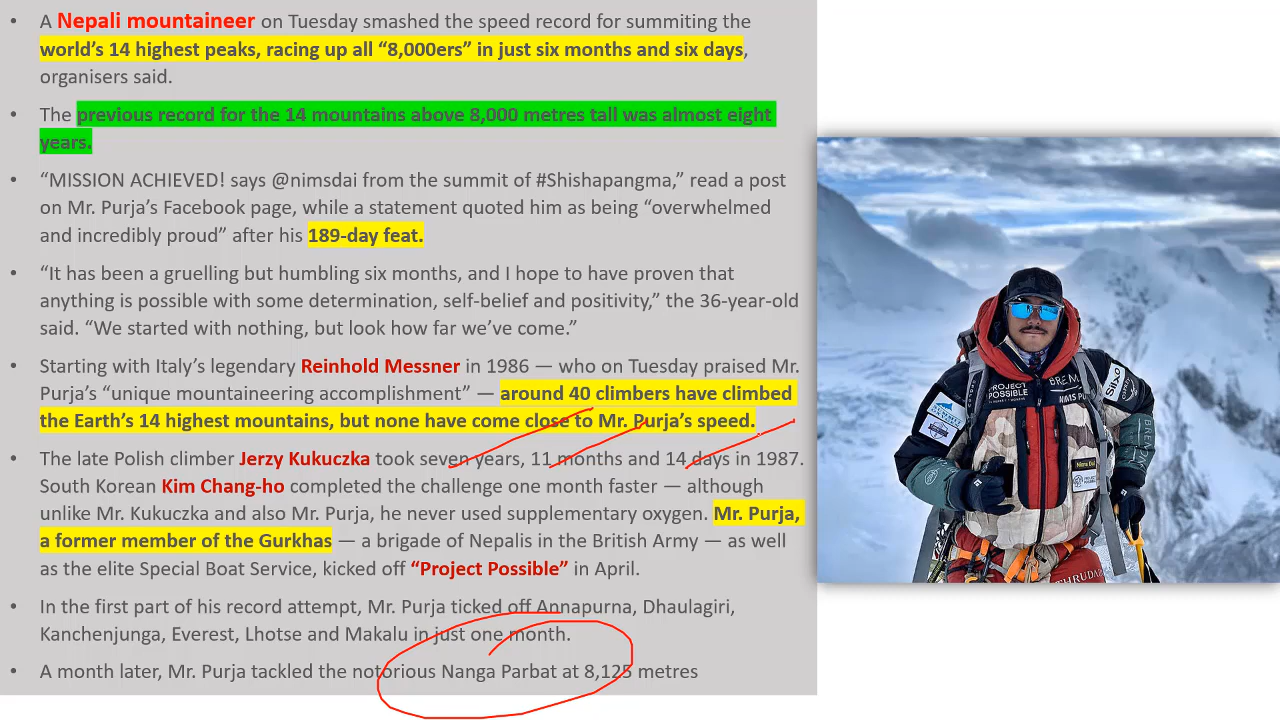 • A Nepali mountaineer on Tuesday smashed the speed record for summiting the
world’s 14 highest peaks, racing up all “8,000ers” in just six months and six days,
organisers said.
• The previous record for the 14 mountains above 8,000 metres tall was almost eight
years.
• “MISSION ACHIEVED! says @nimsdai from the summit of #Shishapangma,” read a post
on Mr. Purja’s Facebook page, while a statement quoted him as being “overwhelmed
and incredibly proud” after his 189-day feat.
• “It has been a gruelling but humbling six months, and I hope to have proven that
anything is possible with some determination, self-belief and positivity,” the 36-year-old
said. “We started with nothing, but look how far we’ve come.”
• Starting with Italy’s legendary Reinhold Messner in 1986 — who on Tuesday praised Mr.
Purja’s “unique mountaineering accomplishment” — around 40 climbers have climbed
the Earth’s 14 highest mountains, but none have come close to Mr. Purja’s speed.
• The late Polish climber Jerzy Kukuczka took seven years, 11 months and 14 days in 1987.
South Korean Kim Chang-ho completed the challenge one month faster — although
unlike Mr. Kukuczka and also Mr. Purja, he never used supplementary oxygen. Mr. Purja,
a former member of the Gurkhas — a brigade of Nepalis in the British Army — as well
as the elite Special Boat Service, kicked off “Project Possible” in April.
• In the first part of his record attempt, Mr. Purja ticked off Annapurna, Dhaulagiri,
Kanchenjunga, Everest, Lhotse and Makalu in just one month.
• A month later, Mr. Purja tackled the notorious Nanga Parbat at 8,125 metres
PROJECT
POSSIBLE
BREM
NIMS PU
SILXO
BREMONT